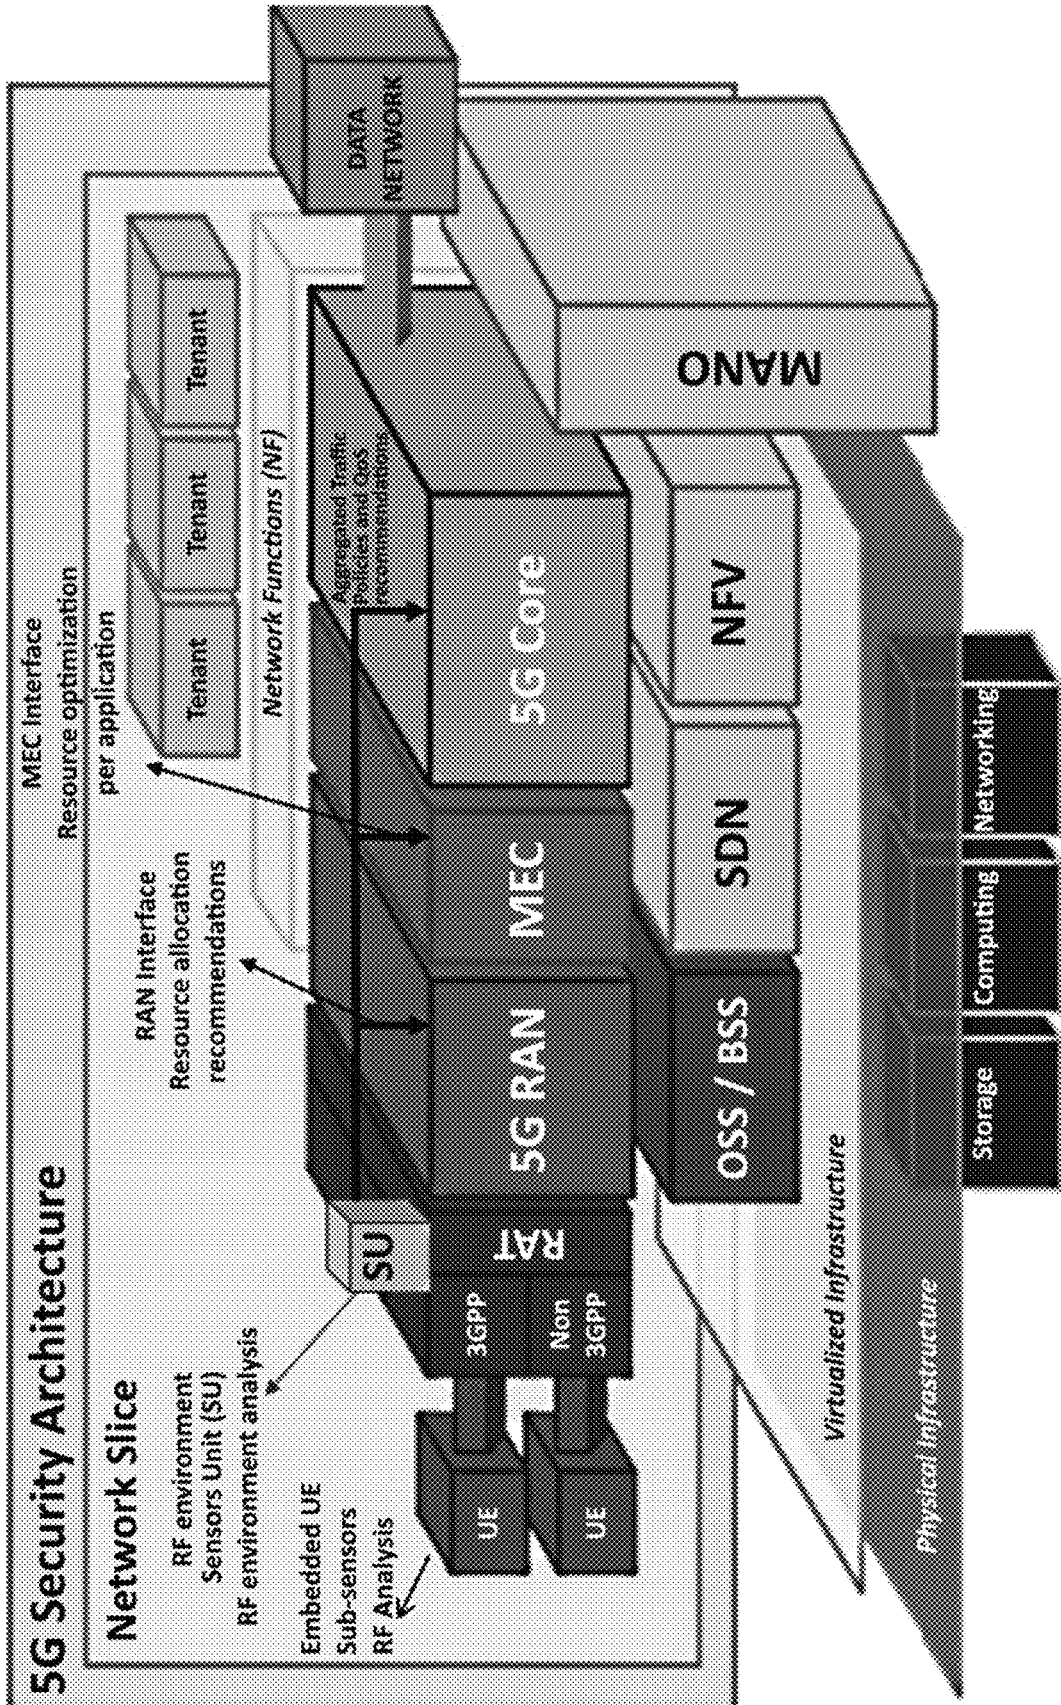 5G Security Architecture
Network Slice
MEC Interface
Resource optimization
per application
RAN Interface
Resource allocation
recommendations
RF environment
Sensors Unit (SU)
RF environment analysis
Embedded UE
Sub-sensors
RF Analysis
Tenant
Tenant
Tenant
Network Functions (NF)
DATA
NETWORK
Aggregated Traffic
Policies and QoS
recommendations
SU
UE
UE
3GPP
Non
3GPP
RAT
5G RAN
MEC
5G Core
MANO
OSS / BSS
SDN
NFV
Virtualized Infrastructure
Physical Infrastructure
Storage
Computing
Networking